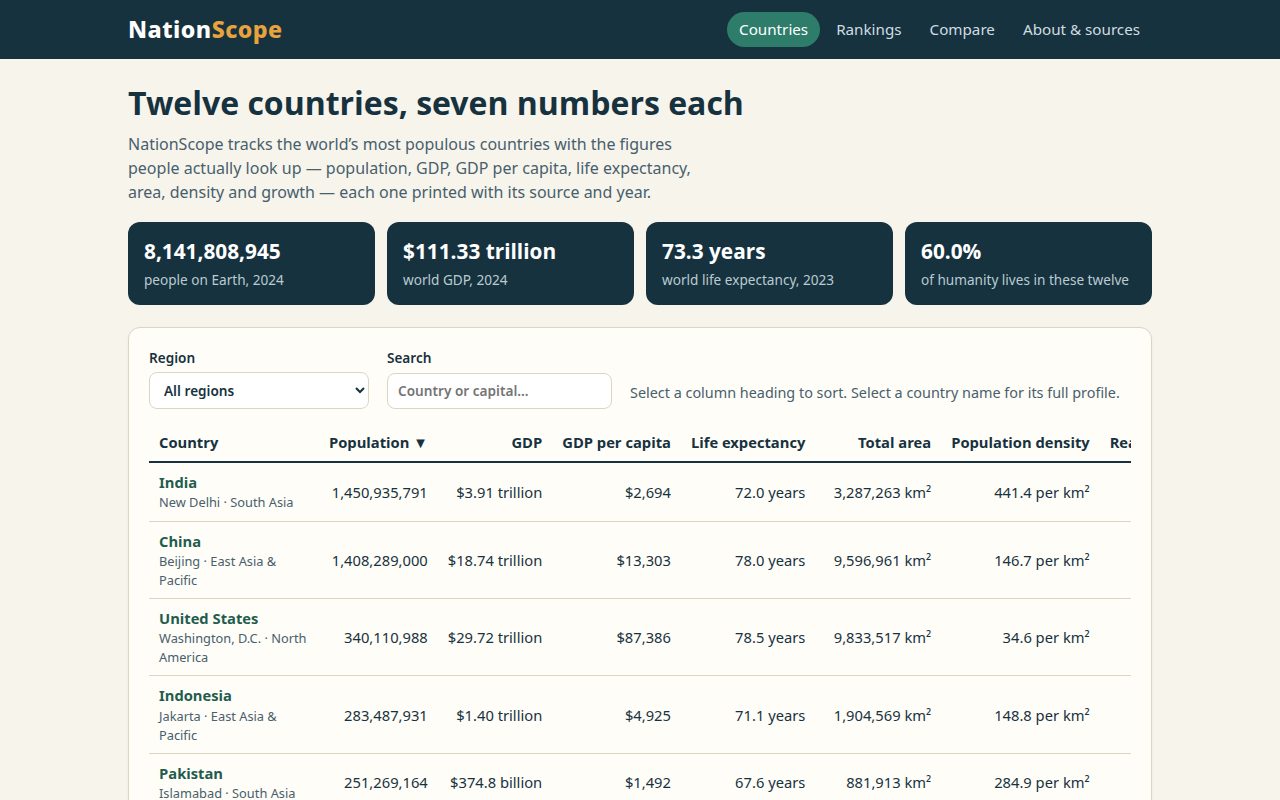 NationScope
Countries Rankings Compare About & sources
Twelve countries, seven numbers each
NationScope tracks the world’s most populous countries with the figures
people actually look up — population, GDP, GDP per capita, life expectancy,
area, density and growth — each one printed with its source and year.
8,141,808,945
people on Earth, 2024
$111.33 trillion
world GDP, 2024
73.3 years
world life expectancy, 2023
60.0%
of humanity lives in these twelve
Region
All regions
Search
Country or capital...
Select a column heading to sort. Select a country name for its full profile.
Country Population ▼ GDP GDP per capita Life expectancy Total area Population density
India
New Delhi · South Asia
1,450,935,791 $3.91 trillion $2,694 72.0 years 3,287,263 km² 441.4 per km²
China
Beijing · East Asia &
Pacific
1,408,289,000 $18.74 trillion $13,303 78.0 years 9,596,961 km² 146.7 per km²
United States
Washington, D.C. · North
America
340,110,988 $29.72 trillion $87,386 78.5 years 9,833,517 km² 34.6 per km²
Indonesia
Jakarta · East Asia &
Pacific
283,487,931 $1.40 trillion $4,925 71.1 years 1,904,569 km² 148.8 per km²
Pakistan
Islamabad · South Asia
251,269,164 $374.8 billion $1,492 67.6 years 881,913 km² 284.9 per km²